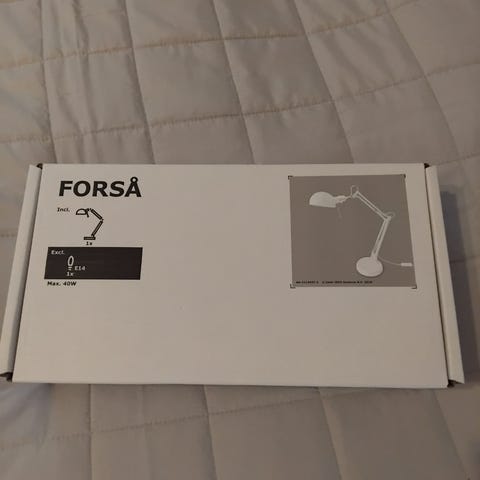 FORSÅ
Incl.
1x
Excl.
E14
1x
Max. 40W